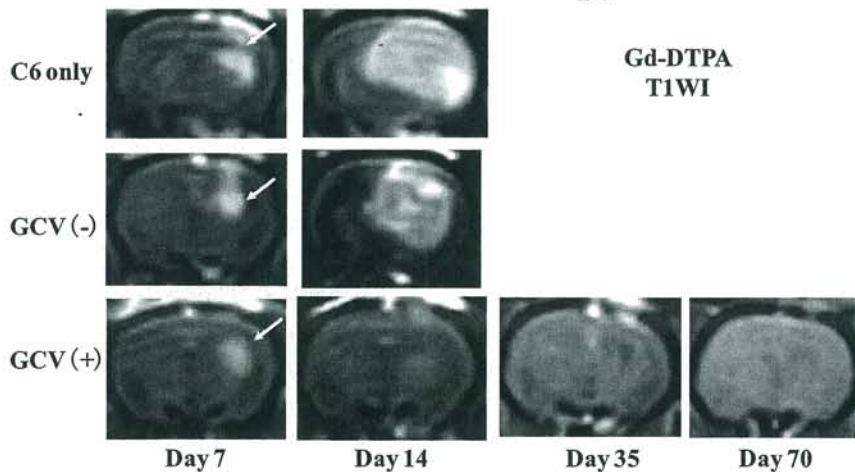 C6 only
Gd-DTPA
T1WI
GCV (-)
GCV (+)
Day 7 Day 14 Day 35 Day 70